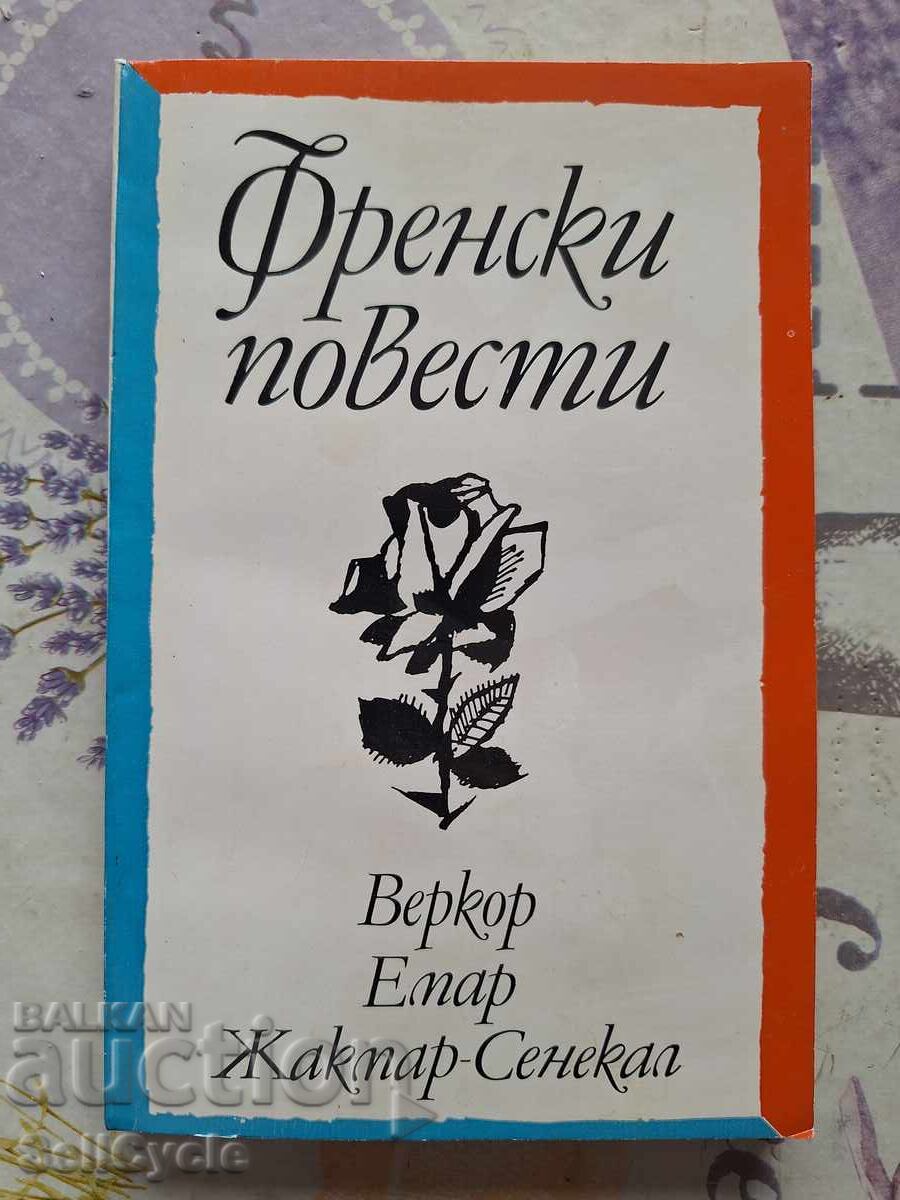 Френски
повести
Веркор
Емар
Жакмар-Сенекал
BALKAN
auction
SellCycle